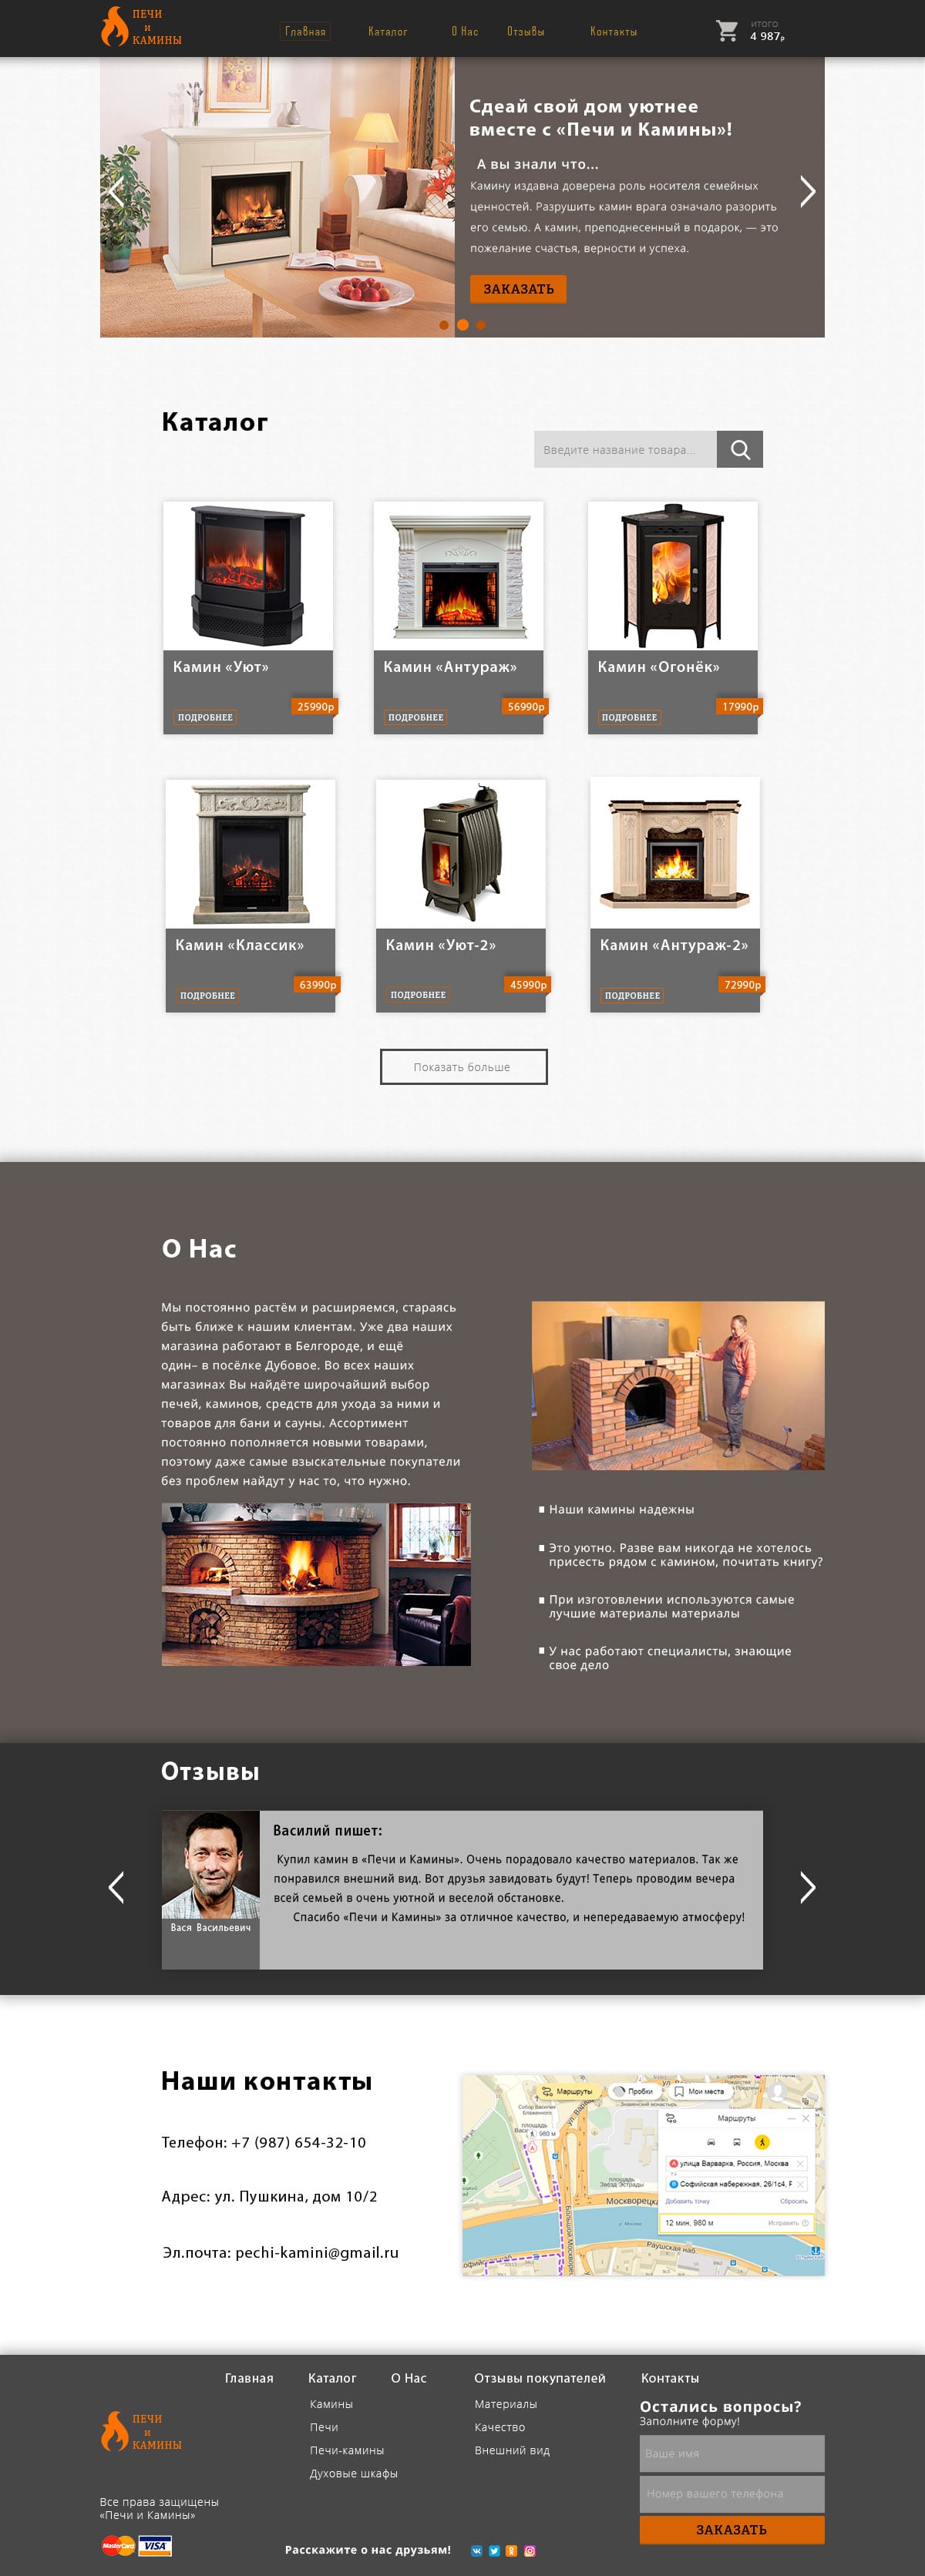 ПЕЧИ
и
КАМИНЫ
Главная Каталог О Нас Отзывы Контакты
ИТОГО
4 987р
Сдеай свой дом уютнее
вместе с «Печи и Камины»!
А вы знали что...
Камину издавна доверена роль носителя семейных
ценностей. Разрушить камин врага означало разорить
его семью. А камин, преподнесенный в подарок, — это
пожелание счастья, верности и успеха.
ЗАКАЗАТЬ
Каталог
Введите название товара...
Камин «Уют»
25990р
ПОДРОБНЕЕ
Камин «Антураж»
56990р
ПОДРОБНЕЕ
Камин «Огонёк»
17990р
ПОДРОБНЕЕ
Камин «Классик»
63990р
ПОДРОБНЕЕ
Камин «Уют-2»
45990р
ПОДРОБНЕЕ
Камин «Антураж-2»
72990р
ПОДРОБНЕЕ
Показать больше
О Нас
Мы постоянно растём и расширяемся, стараясь
быть ближе к нашим клиентам. Уже два наших
магазина работают в Белгороде, и ещё
один– в посёлке Дубовое. Во всех наших
магазинах Вы найдёте широчайший выбор
печей, каминов, средств для ухода за ними и
товаров для бани и сауны. Ассортимент
постоянно пополняется новыми товарами,
поэтому даже самые взыскательные покупатели
без проблем найдут у нас то, что нужно.
Наши камины надежны
Это уютно. Разве вам никогда не хотелось
присесть рядом с камином, почитать книгу?
При изготовлении используются самые
лучшие материалы материалы
У нас работают специалисты, знающие
свое дело
Отзывы
Вася Васильевич
Василий пишет:
Купил камин в «Печи и Камины». Очень порадовало качество материалов. Так же
понравился внешний вид. Вот друзья завидовать будут! Теперь проводим вечера
всей семьей в очень уютной и веселой обстановке.
Спасибо «Печи и Камины» за отличное качество, и непередаваемую атмосферу!
Наши контакты
Телефон: +7 (987) 654-32-10
Адрес: ул. Пушкина, дом 10/2
Эл.почта: pechi-kamini@gmail.ru
Маршруты
Пробки
Мои места
980 м
площадь
Маршруты
A улица Варварка, Россия, Москва
B Софийская набережная, 26/1с4, Р
Добавить точку Сбросить
12 мин, 980 м Исправить
Москворец
Раушская наб.
Главная Каталог О Нас Отзывы покупателей Контакты
Камины
Печи
Печи-камины
Духовые шкафы
Материалы
Качество
Внешний вид
Остались вопросы?
Заполните форму!
Ваше имя
Номер вашего телефона
ЗАКАЗАТЬ
ПЕЧИ
и
КАМИНЫ
Все права защищены
«Печи и Камины»
MasterCard VISA
Расскажите о нас друзьям!